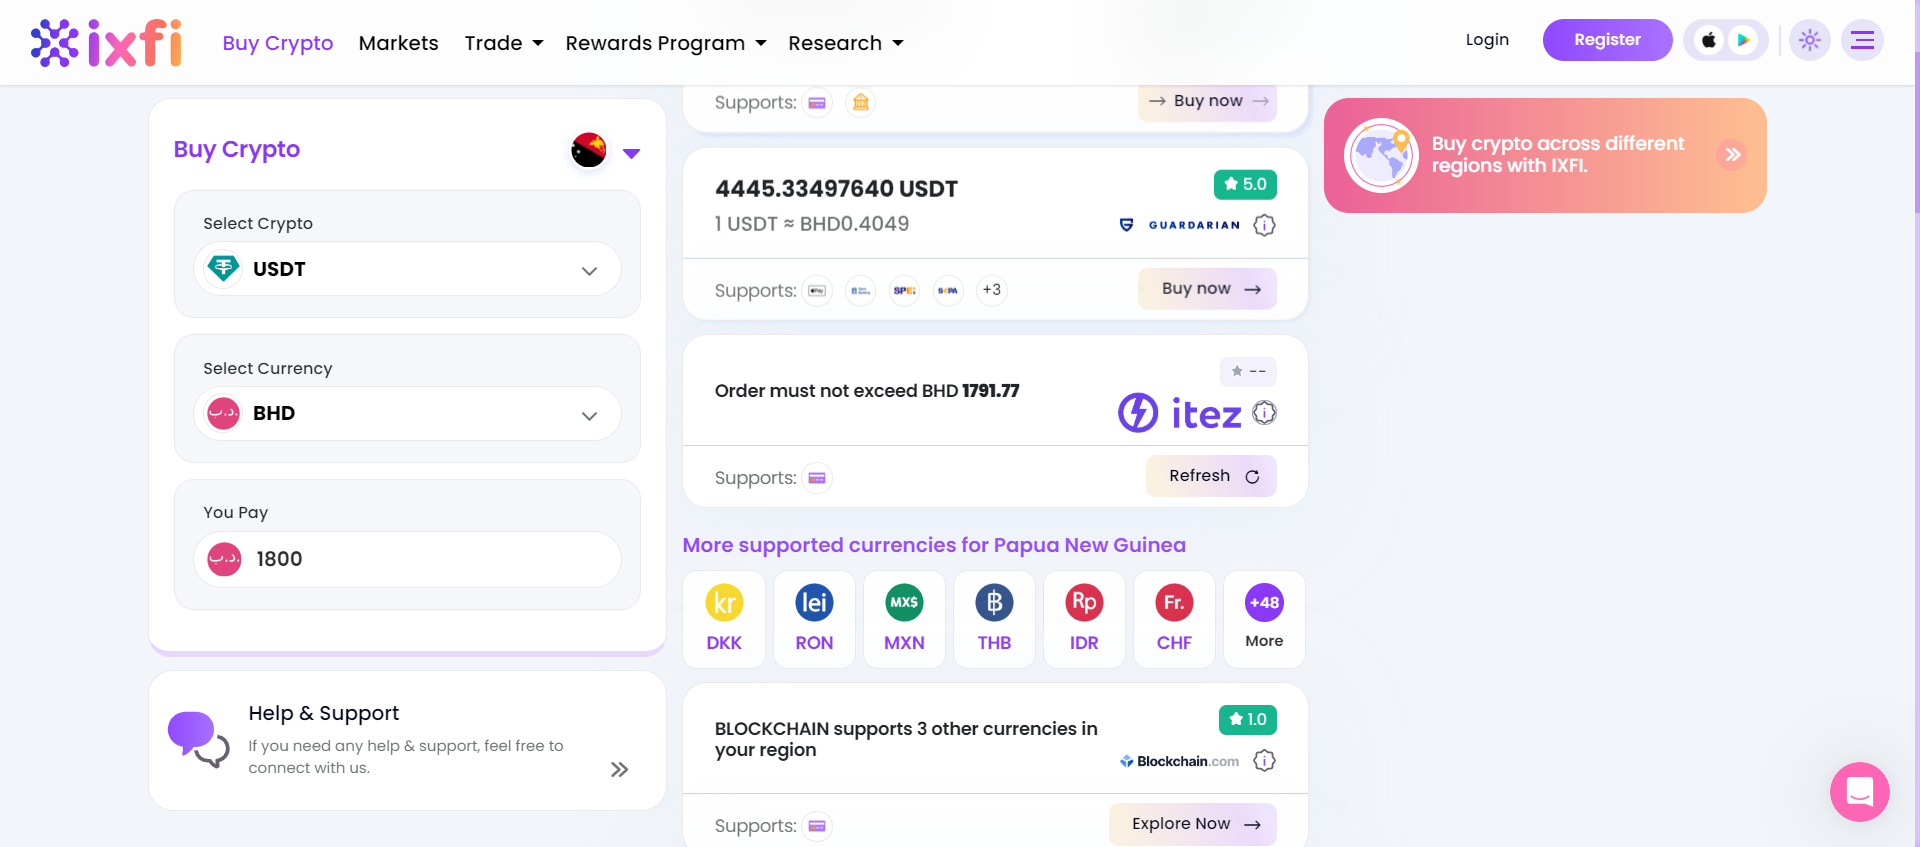 ixfi
Buy Crypto
Markets
Trade
Rewards Program
Research
Login
Register
Buy Crypto
Select Crypto
USDT
Select Currency
.د.ب
BHD
You Pay
.د.ب
1800
Help & Support
If you need any help & support, feel free to
connect with us.
Supports:
Buy now
4445.33497640 USDT
5.0
1 USDT ≈ BHD0.4049
GUARDARIAN
Supports:
Pay
SPEI
SEPA
+3
Buy now
--
Order must not exceed BHD 1791.77
itez
Supports:
Refresh
More supported currencies for Papua New Guinea
kr
DKK
lei
RON
MX$
MXN
฿
THB
Rp
IDR
Fr.
CHF
+48
More
BLOCKCHAIN supports 3 other currencies in
your region
1.0
Blockchain.com
Supports:
Explore Now
Buy crypto across different
regions with IXFI.